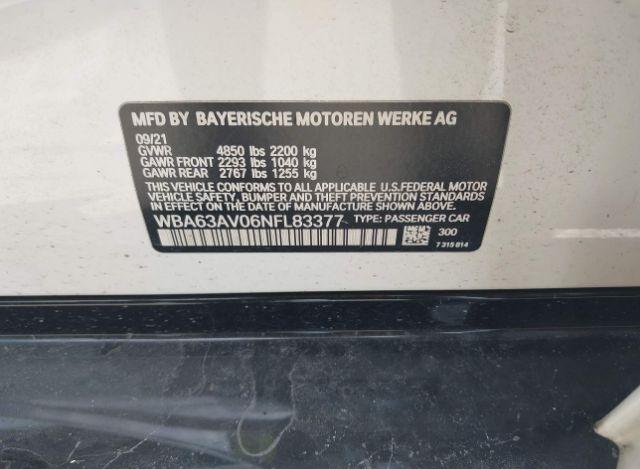 MFD BY BAYERISCHE MOTOREN WERKE AG
09/21
GVWR 4850 lbs 2200 kg
GAWR FRONT 2293 lbs 1040 kg
GAWR REAR 2767 lbs 1255 kg
THIS VEHICLE CONFORMS TO ALL APPLICABLE U.S.FEDERAL MOTOR
VEHICLE SAFETY, BUMPER AND THEFT PREVENTION STANDARDS
IN EFFECT ON THE DATE OF MANUFACTURE SHOWN ABOVE.
WBA63AV06NFL83377 TYPE: PASSENGER CAR
300
7 315 814